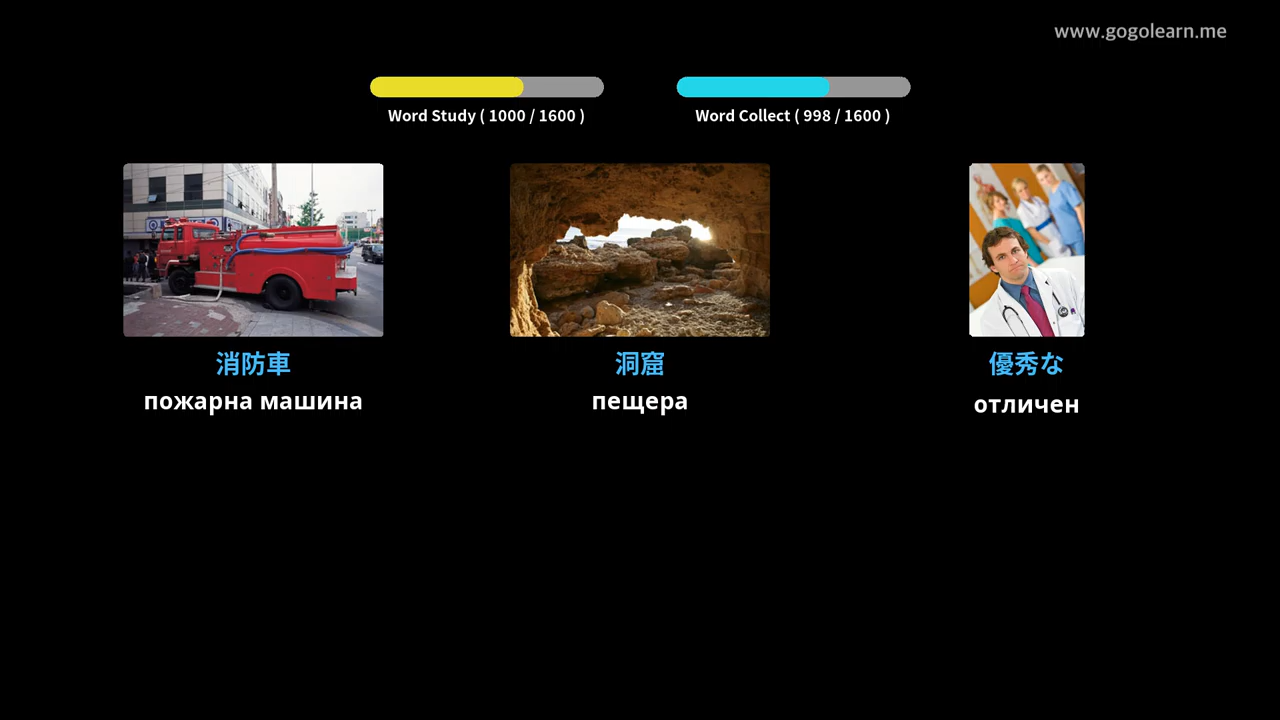 www.gogolearn.me
Word Study ( 1000 / 1600 )
Word Collect ( 998 / 1600 )
消防車
пожарна машина
洞窟
пещера
優秀な
отличен